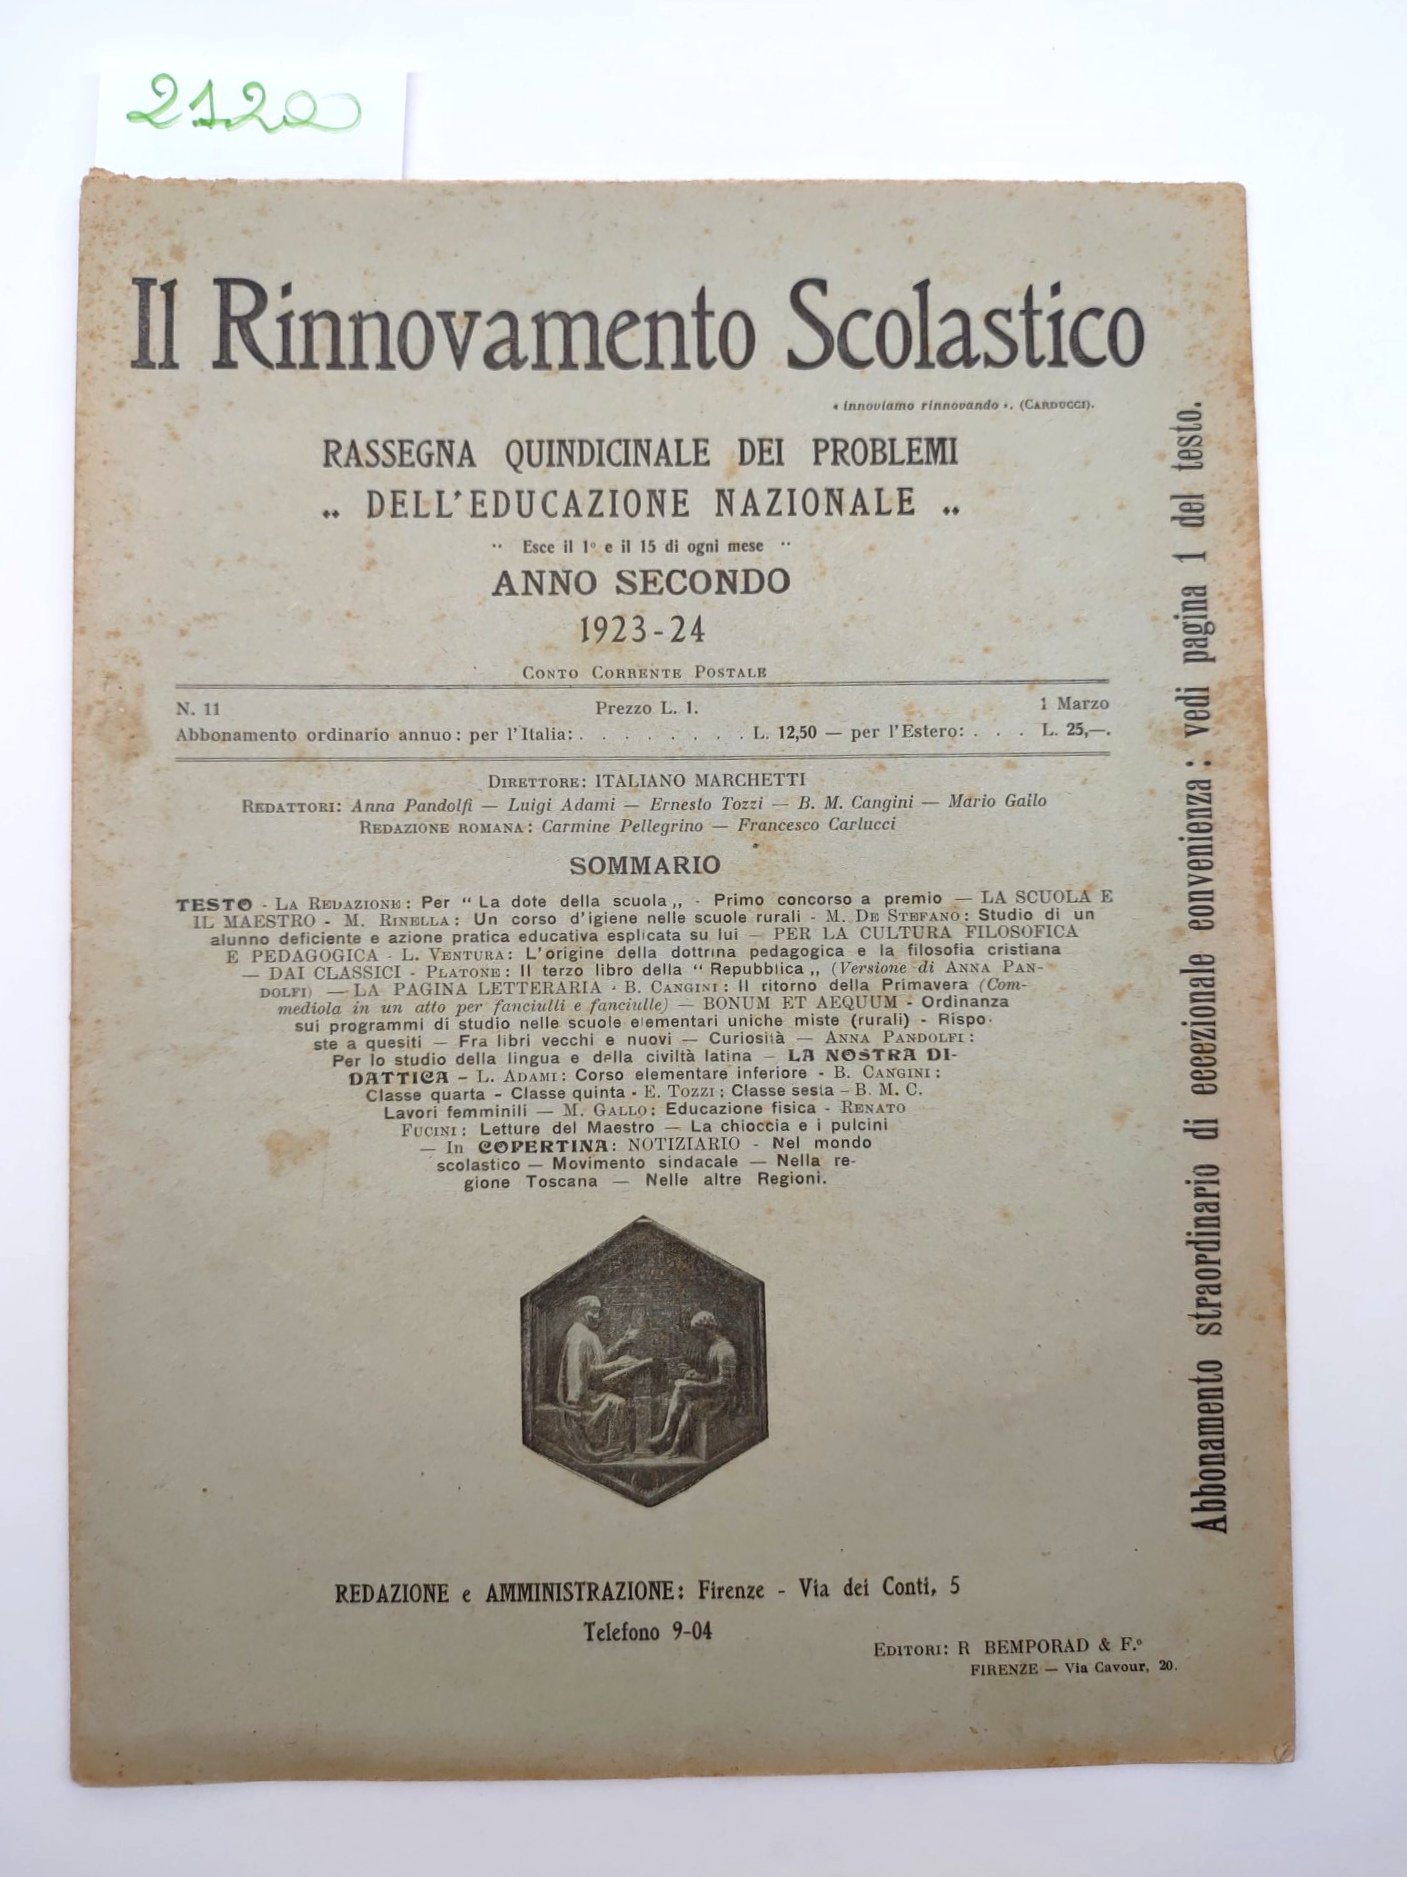 2120
Il Rinnovamento Scolastico
« innoviamo rinnovando ». (CARDUCCI).
RASSEGNA QUINDICINALE DEI PROBLEMI
.. DELL'EDUCAZIONE NAZIONALE ..
·· Esce il 1º e il 15 di ogni mese ··
ANNO SECONDO
1923-24
CONTO CORRENTE POSTALE
N. 11 Prezzo L. 1. 1 Marzo
Abbonamento ordinario annuo: per l'Italia: . . . . . . . . L. 12,50 — per l'Estero: . . . L. 25,—.
DIRETTORE: ITALIANO MARCHETTI
REDATTORI: Anna Pandolfi — Luigi Adami — Ernesto Tozzi — B. M. Cangini — Mario Gallo
REDAZIONE ROMANA: Carmine Pellegrino — Francesco Carlucci
SOMMARIO
TESTO - LA REDAZIONE: Per “ La dote della scuola „ - Primo concorso a premio — LA SCUOLA E
IL MAESTRO - M. RINELLA: Un corso d'igiene nelle scuole rurali - M. DE STEFANO: Studio di un
alunno deficiente e azione pratica educativa esplicata su lui — PER LA CULTURA FILOSOFICA
E PEDAGOGICA - L. VENTURA: L'origine della dottrina pedagogica e la filosofia cristiana
— DAI CLASSICI - PLATONE: Il terzo libro della “ Repubblica „ (Versione di ANNA PAN-
DOLFI) — LA PAGINA LETTERARIA - B. CANGINI: Il ritorno della Primavera (Com-
mediola in un atto per fanciulli e fanciulle) — BONUM ET AEQUUM - Ordinanza
sui programmi di studio nelle scuole elementari uniche miste (rurali) - Rispo-
ste a quesiti — Fra libri vecchi e nuovi — Curiosità — ANNA PANDOLFI:
Per lo studio della lingua e della civiltà latina — LA NOSTRA DI-
DATTICA - L. ADAMI: Corso elementare inferiore - B. CANGINI:
Classe quarta - Classe quinta - E. TOZZI: Classe sesta - B. M. C.
Lavori femminili — M. GALLO: Educazione fisica - RENATO
FUCINI: Letture del Maestro — La chioccia e i pulcini
— In COPERTINA: NOTIZIARIO - Nel mondo
scolastico — Movimento sindacale — Nella re-
gione Toscana — Nelle altre Regioni.
REDAZIONE e AMMINISTRAZIONE: Firenze - Via dei Conti, 5
Telefono 9-04
EDITORI: R BEMPORAD & F.º
FIRENZE — Via Cavour, 20.
Abbonamento straordinario di eccezionale convenienza: vedi pagina 1 del testo.